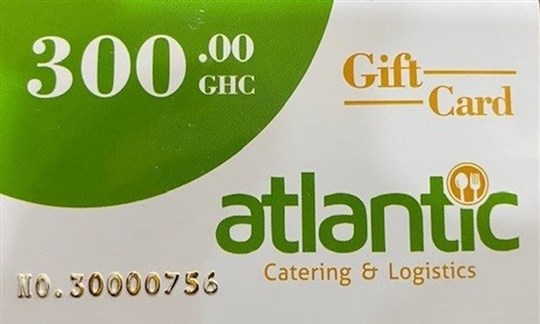 300.00
GHC
Gift
Card
atlantic
Catering & Logistics
NO.30000756